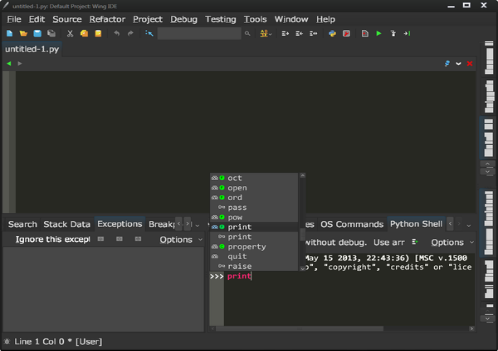 untitled-1.py: Default Project: Wing IDE
File Edit Source Refactor Project Debug Testing Tools Window Help
untitled-1.py
oct
open
ord
pass
pow
print
print
property
quit
raise
Search Stack Data Exceptions Break
es OS Commands Python Shell
Ignore this except
Options
without debug. Use arr
Options
May 15 2013, 22:43:36) [MSC v.1500
", "copyright", "credits" or "lice
>>> print
Line 1 Col 0 * [User]